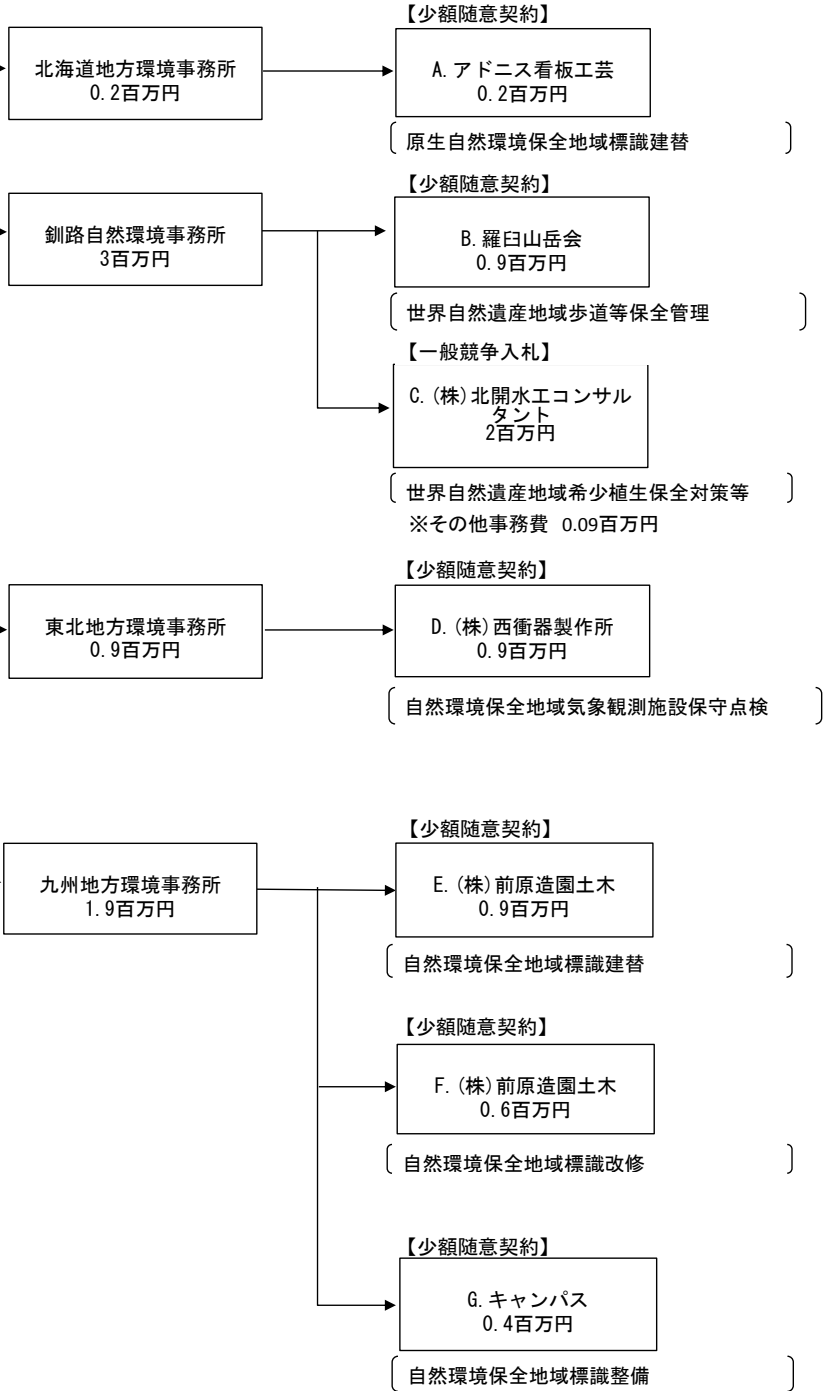 【少額随意契約】
北海道地方環境事務所
0.2百万円
A.アドニス看板工芸
0.2百万円
原生自然環境保全地域標識建替
【少額随意契約】
釧路自然環境事務所
3百万円
B.羅臼山岳会
0.9百万円
世界自然遺産地域歩道等保全管理
【一般競争入札】
C.(株)北開水工コンサル
タント
2百万円
世界自然遺産地域希少植生保全対策等
※その他事務費 0.09百万円
【少額随意契約】
東北地方環境事務所
0.9百万円
D.(株)西衝器製作所
0.9百万円
自然環境保全地域気象観測施設保守点検
【少額随意契約】
九州地方環境事務所
1.9百万円
E.(株)前原造園土木
0.9百万円
自然環境保全地域標識建替
【少額随意契約】
F.(株)前原造園土木
0.6百万円
自然環境保全地域標識改修
【少額随意契約】
G.キャンパス
0.4百万円
自然環境保全地域標識整備